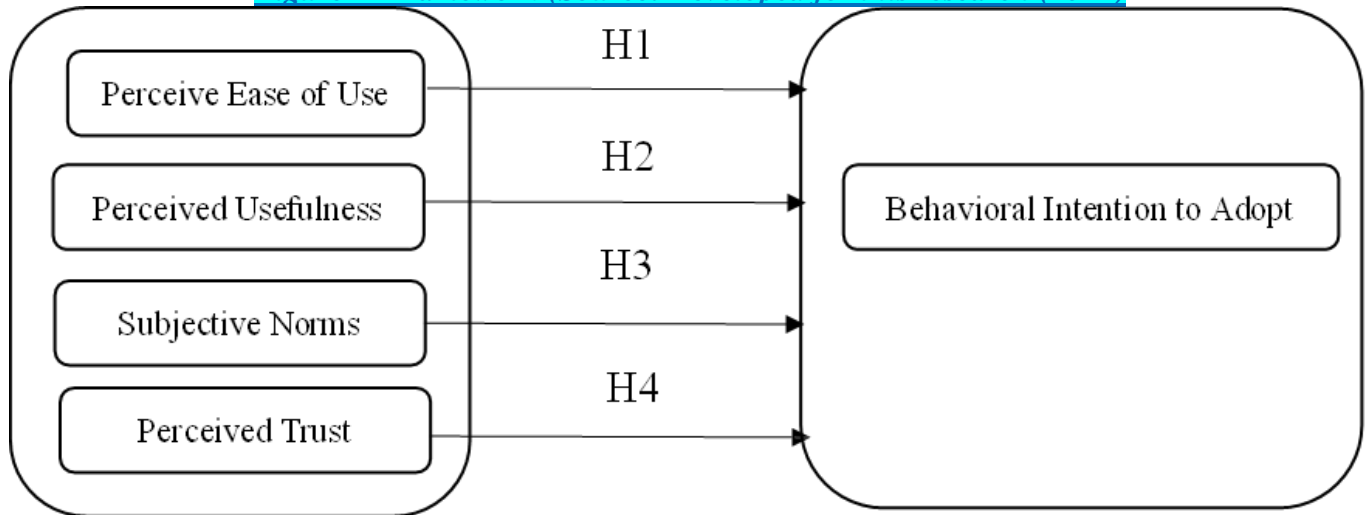 H1
Perceive Ease of Use
H2
Perceived Usefulness
Behavioral Intention to Adopt
H3
Subjective Norms
H4
Perceived Trust